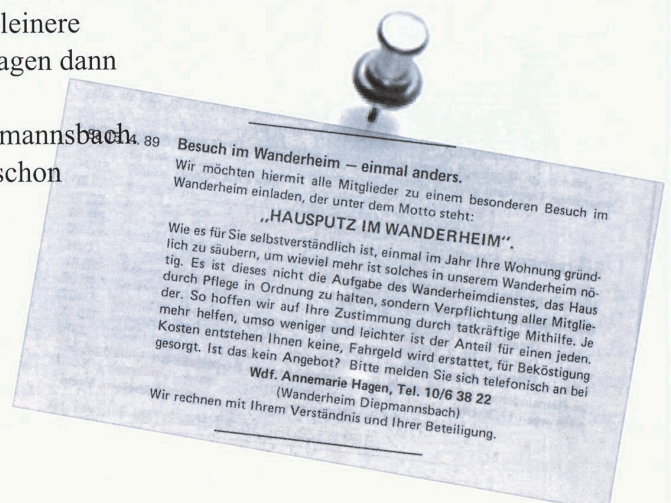 leinere
agen dann
mannsbach.
schon
4. 89
Besuch im Wanderheim — einmal anders.
Wir möchten hiermit alle Mitglieder zu einem besonderen Besuch im
Wanderheim einladen, der unter dem Motto steht:
„HAUSPUTZ IM WANDERHEIM“.
Wie es für Sie selbstverständlich ist, einmal im Jahr Ihre Wohnung gründ-
lich zu säubern, um wieviel mehr ist solches in unserem Wanderheim nö-
tig. Es ist dieses nicht die Aufgabe des Wanderheimdienstes, das Haus
durch Pflege in Ordnung zu halten, sondern Verpflichtung aller Mitglie-
der. So hoffen wir auf Ihre Zustimmung durch tatkräftige Mithilfe. Je
mehr helfen, umso weniger und leichter ist der Anteil für einen jeden.
Kosten entstehen Ihnen keine, Fahrgeld wird erstattet, für Beköstigung
gesorgt. Ist das kein Angebot? Bitte melden Sie sich telefonisch an bei
Wdf. Annemarie Hagen, Tel. 10/6 38 22
(Wanderheim Diepmannsbach)
Wir rechnen mit Ihrem Verständnis und Ihrer Beteiligung.